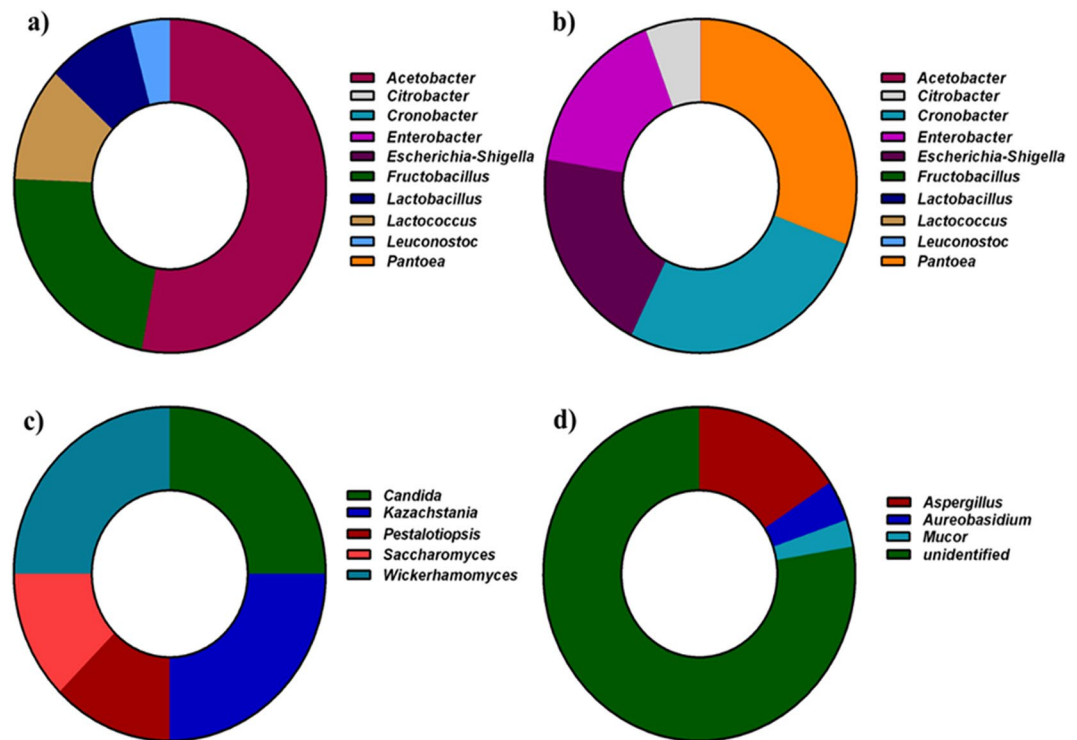 a)
Acetobacter
Citrobacter
Cronobacter
Enterobacter
Escherichia-Shigella
Fructobacillus
Lactobacillus
Lactococcus
Leuconostoc
Pantoea
b)
Acetobacter
Citrobacter
Cronobacter
Enterobacter
Escherichia-Shigella
Fructobacillus
Lactobacillus
Lactococcus
Leuconostoc
Pantoea
c)
Candida
Kazachstania
Pestalotiopsis
Saccharomyces
Wickerhamomyces
d)
Aspergillus
Aureobasidium
Mucor
unidentified